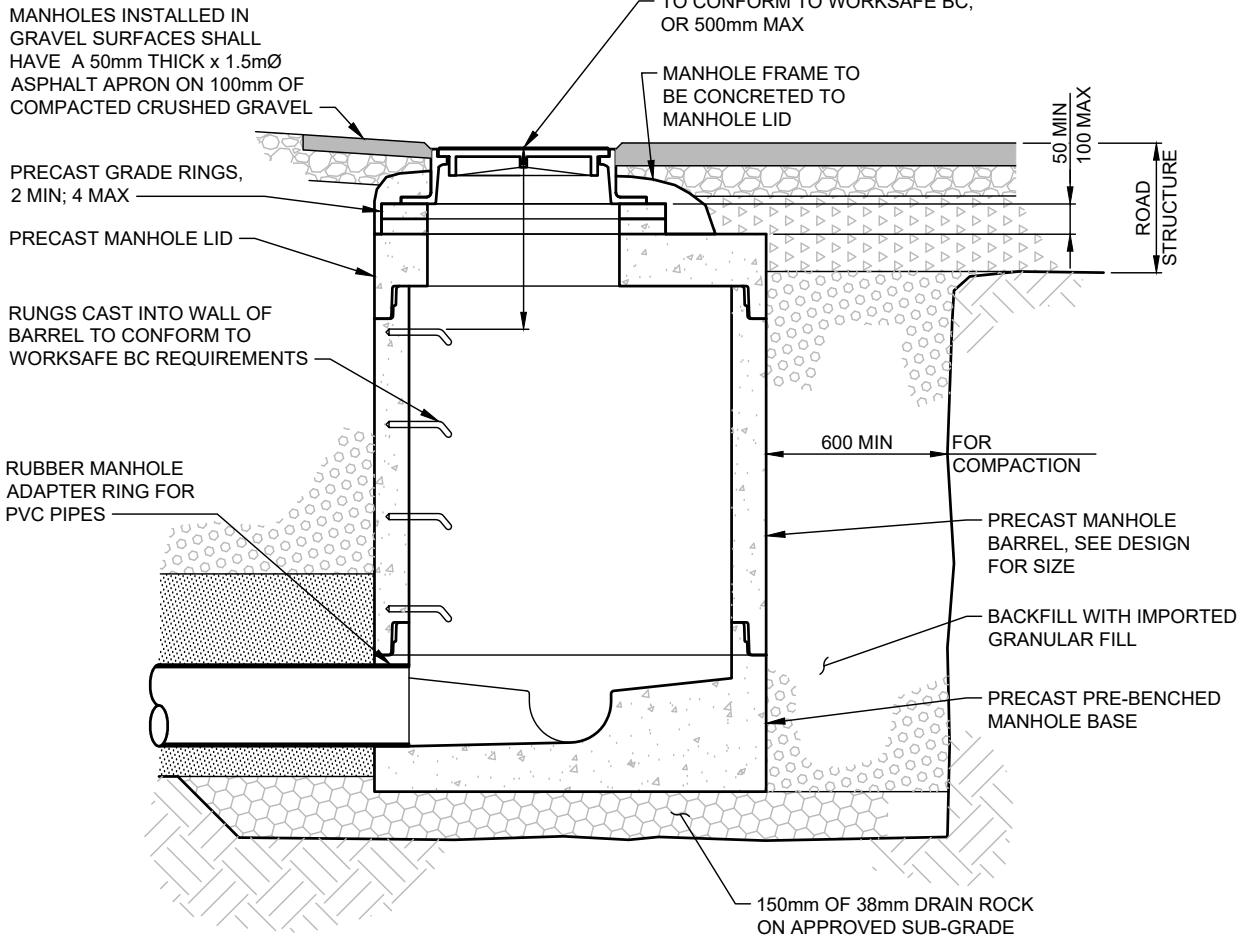 MANHOLES INSTALLED IN
GRAVEL SURFACES SHALL
HAVE A 50mm THICK x 1.5mØ
ASPHALT APRON ON 100mm OF
COMPACTED CRUSHED GRAVEL
TO CONFORM TO WORKSAFE BC,
OR 500mm MAX
MANHOLE FRAME TO
BE CONCRETED TO
MANHOLE LID
50 MIN
100 MAX
ROAD
STRUCTURE
PRECAST GRADE RINGS,
2 MIN; 4 MAX
PRECAST MANHOLE LID
RUNGS CAST INTO WALL OF
BARREL TO CONFORM TO
WORKSAFE BC REQUIREMENTS
600 MIN
FOR
COMPACTION
RUBBER MANHOLE
ADAPTER RING FOR
PVC PIPES
PRECAST MANHOLE
BARREL, SEE DESIGN
FOR SIZE
BACKFILL WITH IMPORTED
GRANULAR FILL
PRECAST PRE-BENCHED
MANHOLE BASE
150mm OF 38mm DRAIN ROCK
ON APPROVED SUB-GRADE